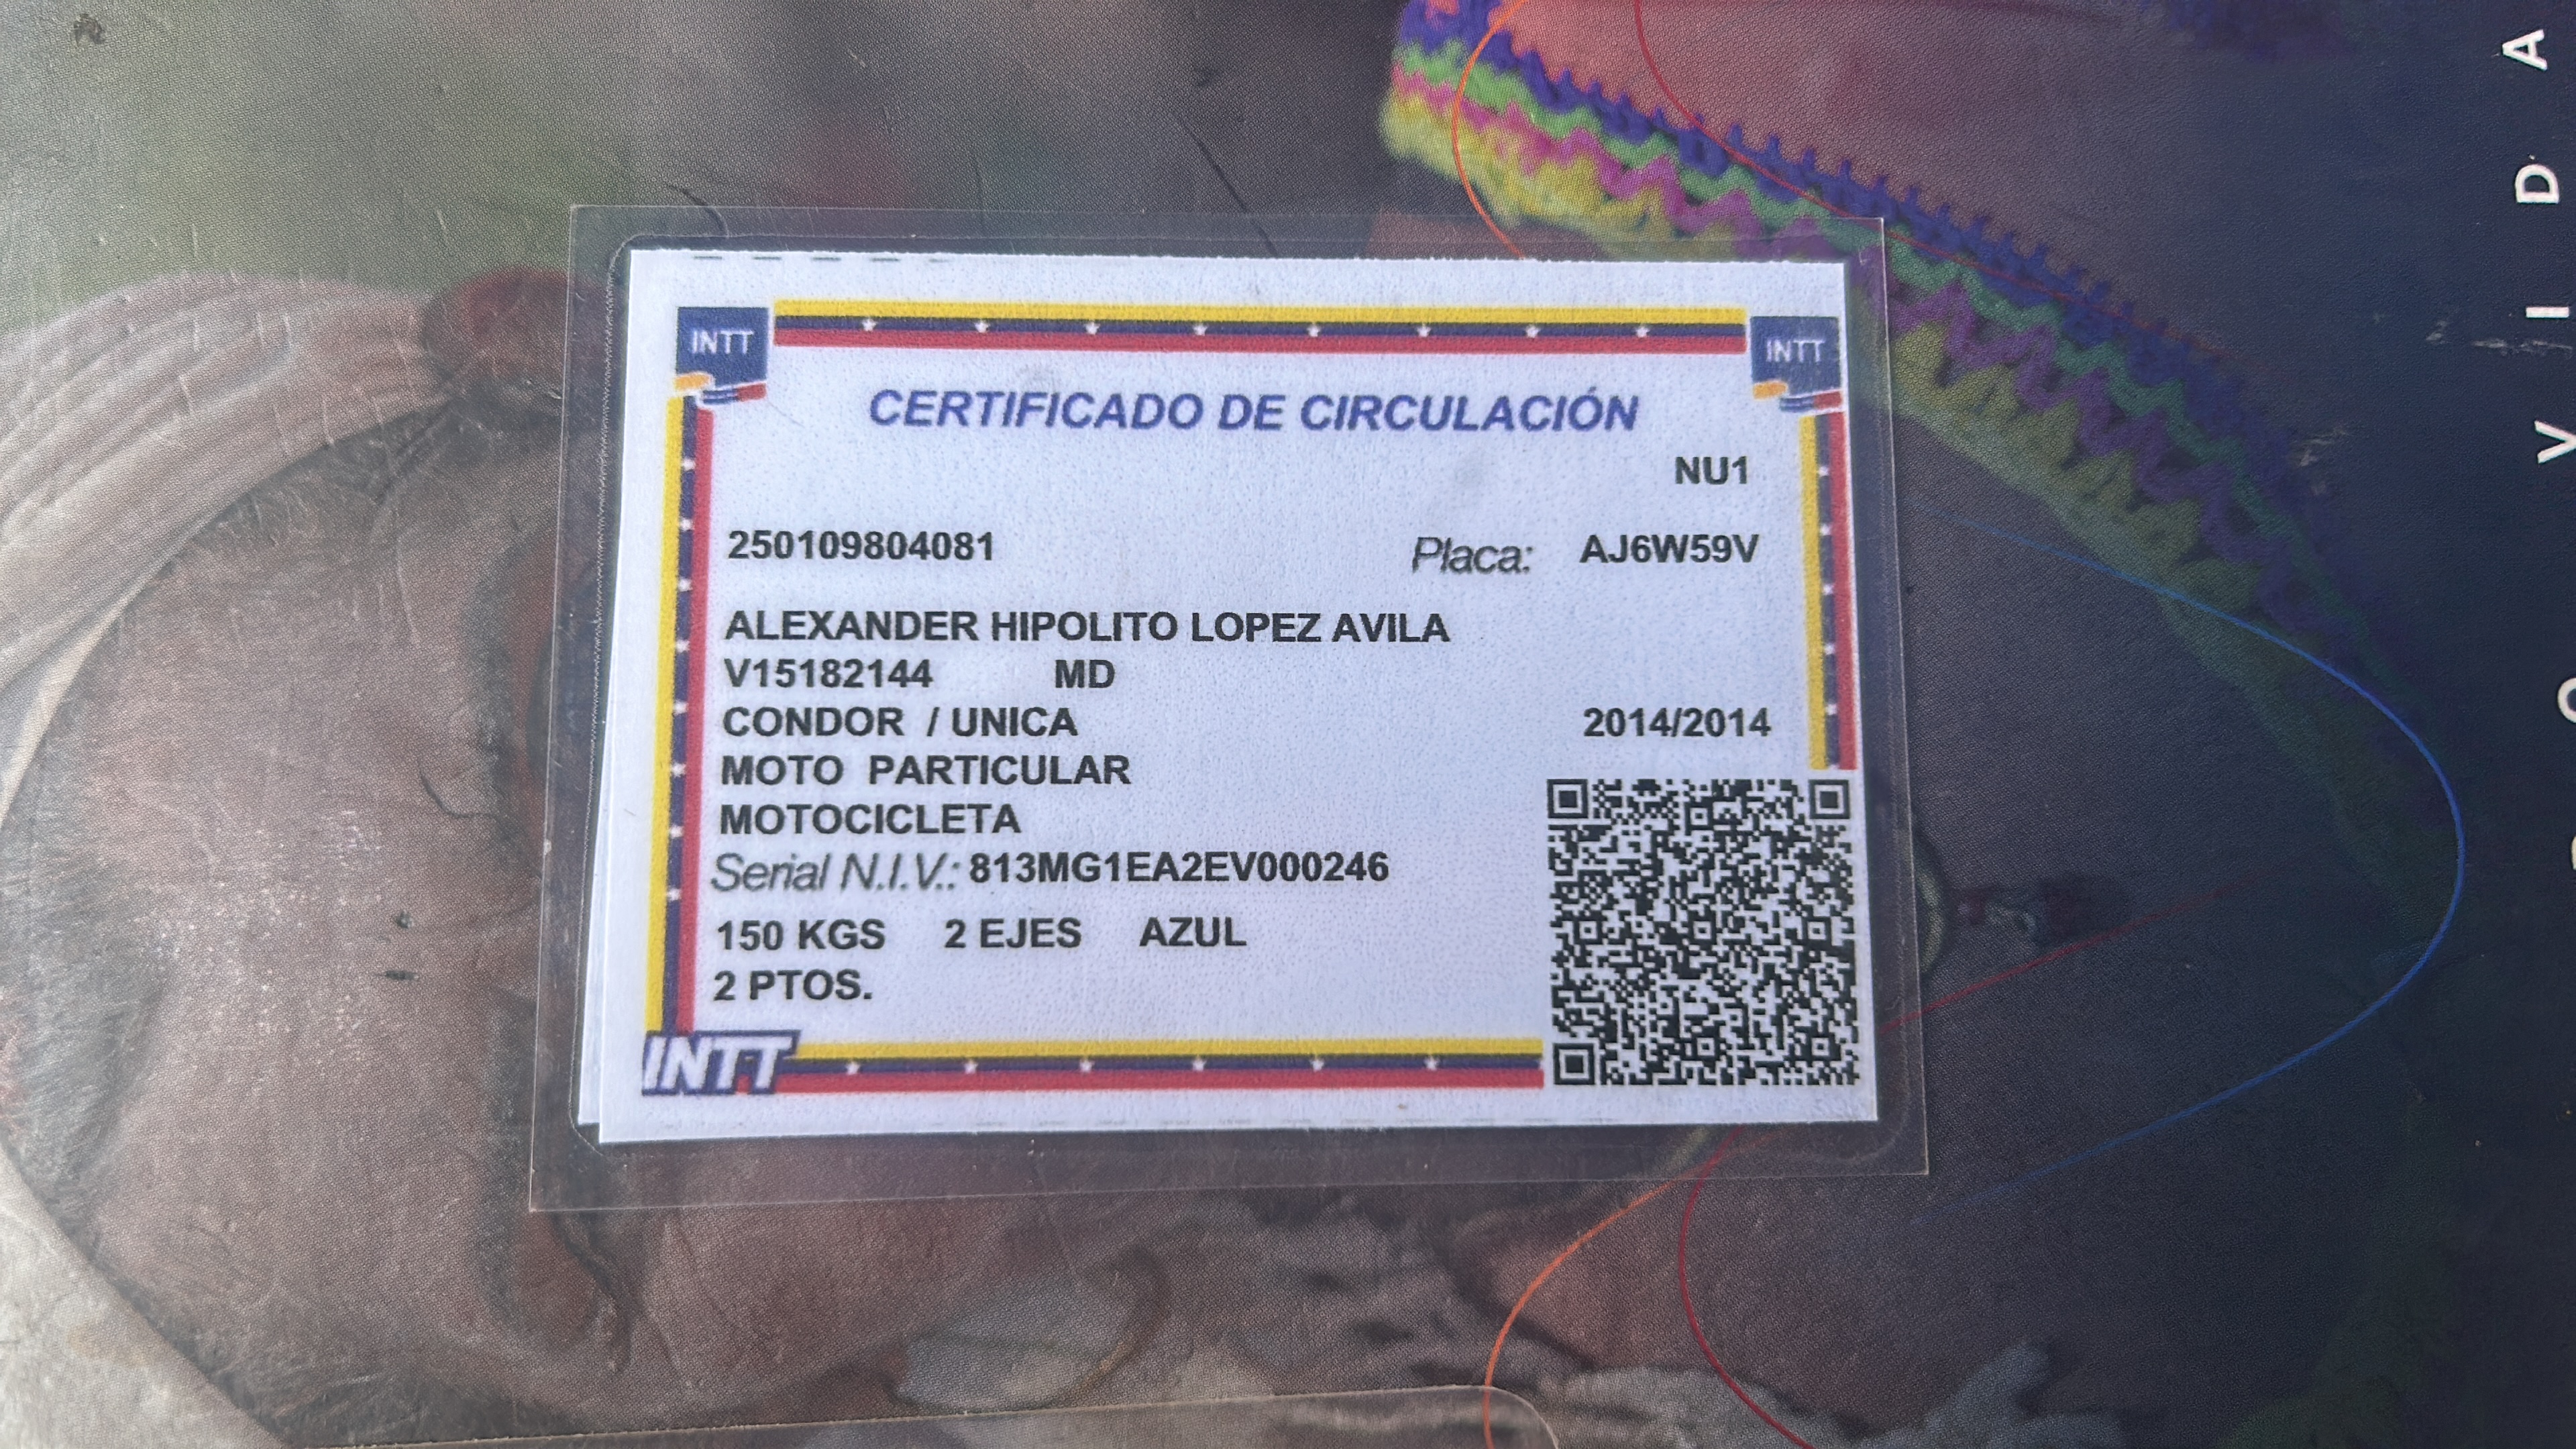 INTT
INTT
CERTIFICADO DE CIRCULACIÓN
NU1
250109804081 Placa: AJ6W59V
ALEXANDER HIPOLITO LOPEZ AVILA
V15182144 MD
CONDOR / UNICA 2014/2014
MOTO PARTICULAR
MOTOCICLETA
Serial N.I.V.: 813MG1EA2EV000246
150 KGS 2 EJES AZUL
2 PTOS.
INTT